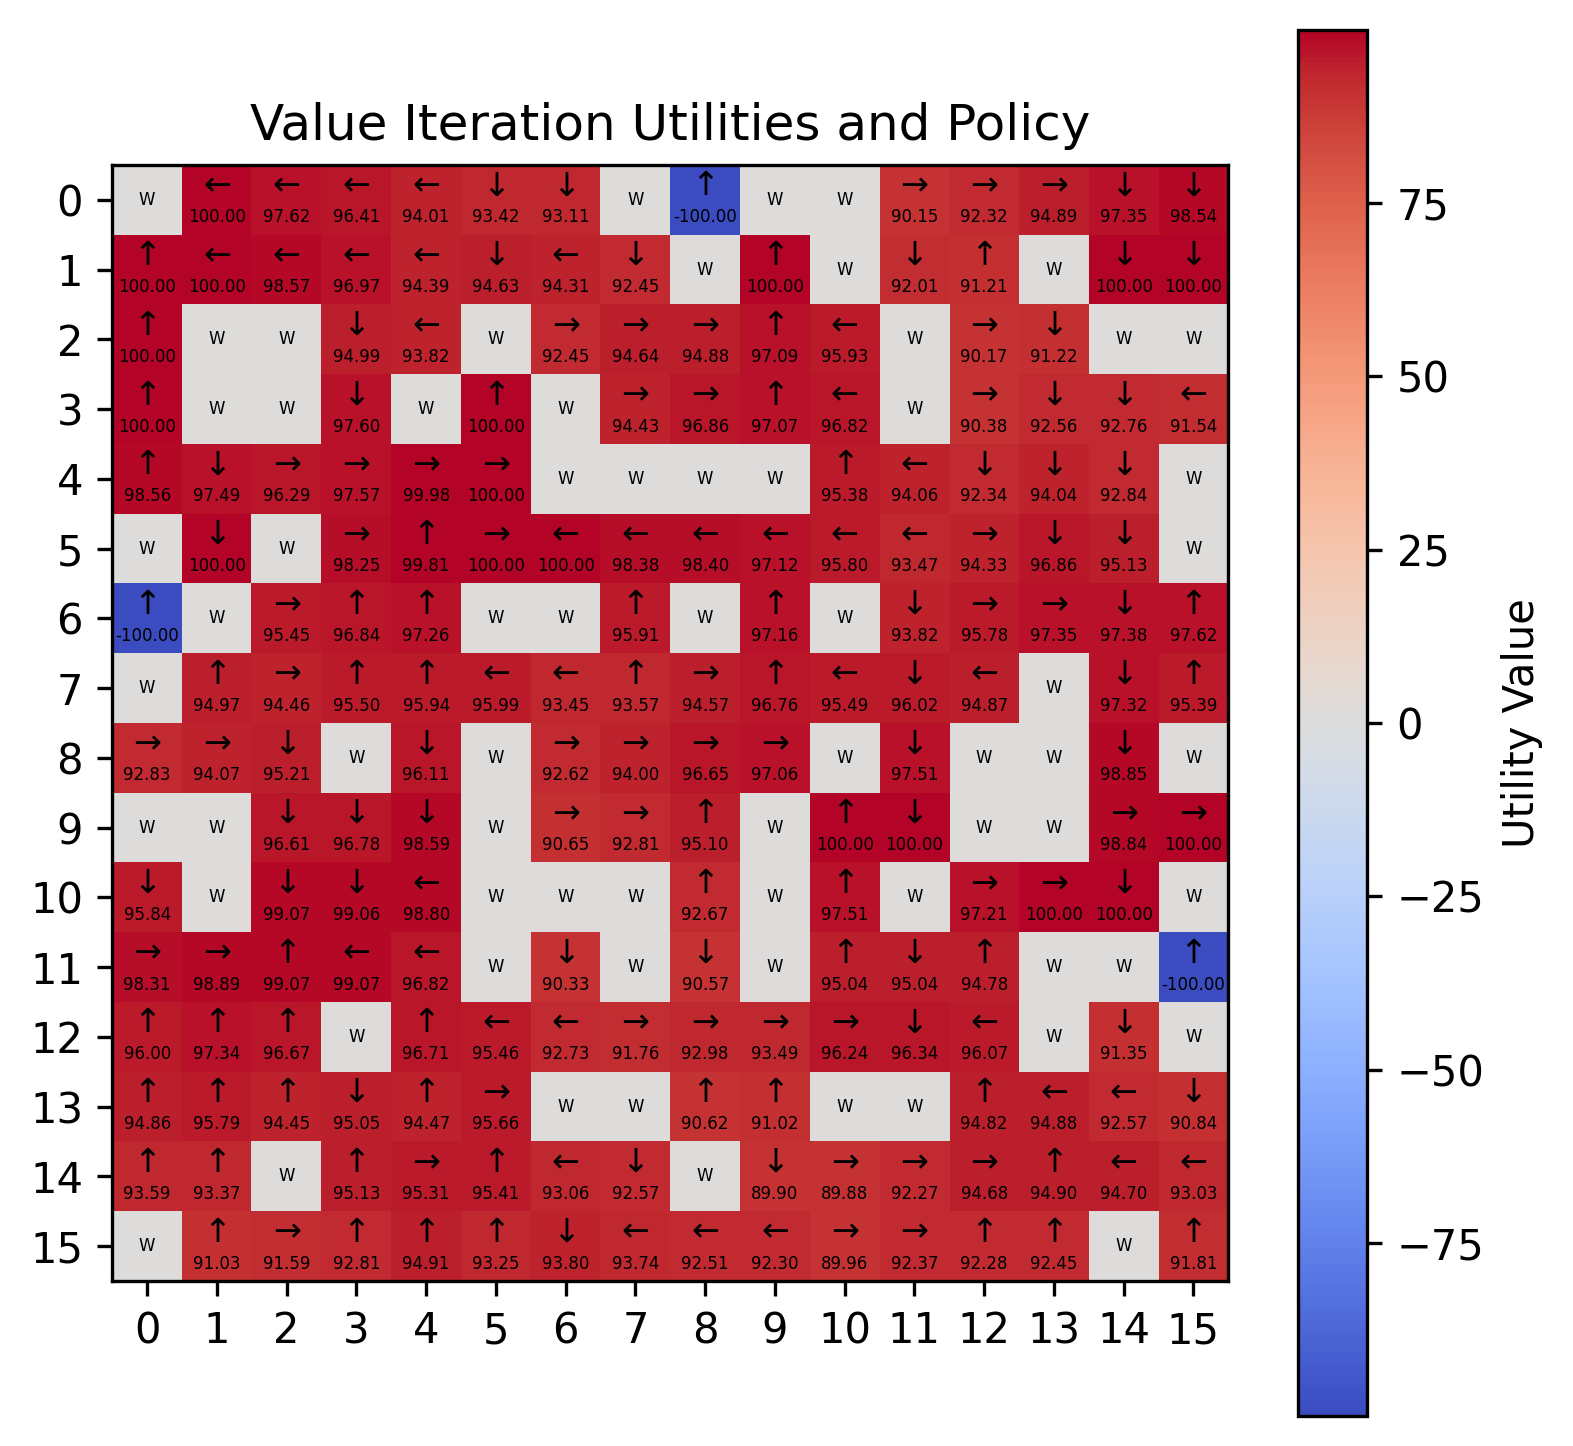 Value Iteration Utilities and Policy
0 W ← ← ← ← ↓ ↓ W ↑ W W → → → ↓ ↓
100.00 97.62 96.41 94.01 93.42 93.11 -100.00 90.15 92.32 94.89 97.35 98.54
1 ↑ ← ← ← ← ↓ ← ↓ W ↑ W ↓ ↑ W ↓ ↓
100.00 100.00 98.57 96.97 94.39 94.63 94.31 92.45 100.00 92.01 91.21 100.00 100.00
2 ↑ W W ↓ ← W → → → ↑ ← W → ↓ W W
100.00 94.99 93.82 92.45 94.64 94.88 97.09 95.93 90.17 91.22
3 ↑ W W ↓ W ↑ W → → ↑ ← W → ↓ ↓ ←
100.00 97.60 100.00 94.43 96.86 97.07 96.82 90.38 92.56 92.76 91.54
4 ↑ ↓ → → → → W W W W ↑ ← ↓ ↓ ↓ W
98.56 97.49 96.29 97.57 99.98 100.00 95.38 94.06 92.34 94.04 92.84
5 W ↓ W → ↑ → ← ← ← ← ← ← → ↓ ↓ W
100.00 98.25 99.81 100.00 100.00 98.38 98.40 97.12 95.80 93.47 94.33 96.86 95.13
6 ↑ W → ↑ ↑ W W ↑ W ↑ W ↓ → → ↓ ↑
-100.00 95.45 96.84 97.26 95.91 97.16 93.82 95.78 97.35 97.38 97.62
7 W ↑ → ↑ ↑ ← ← ↑ → ↑ ← ↓ ← W ↓ ↑
94.97 94.46 95.50 95.94 95.99 93.45 93.57 94.57 96.76 95.49 96.02 94.87 97.32 95.39
8 → → ↓ W ↓ W → → → → W ↓ W W ↓ W
92.83 94.07 95.21 96.11 92.62 94.00 96.65 97.06 97.51 98.85
9 W W ↓ ↓ ↓ W → → ↑ W ↑ ↓ W W → →
96.61 96.78 98.59 90.65 92.81 95.10 100.00 100.00 98.84 100.00
10 ↓ W ↓ ↓ ← W W W ↑ W ↑ W → → ↓ W
95.84 99.07 99.06 98.80 92.67 97.51 97.21 100.00 100.00
11 → → ↑ ← ← W ↓ W ↓ W ↑ ↓ ↑ W W ↑
98.31 98.89 99.07 99.07 96.82 90.33 90.57 95.04 95.04 94.78 -100.00
12 ↑ ↑ ↑ W ↑ ← ← → → → → ↓ ← W ↓ W
96.00 97.34 96.67 96.71 95.46 92.73 91.76 92.98 93.49 96.24 96.34 96.07 91.35
13 ↑ ↑ ↑ ↓ ↑ → W W ↑ ↑ W W ↑ ← ← ↓
94.86 95.79 94.45 95.05 94.47 95.66 90.62 91.02 94.82 94.88 92.57 90.84
14 ↑ ↑ W ↑ → ↑ ← ↓ W ↓ → → → ↑ ← ←
93.59 93.37 95.13 95.31 95.41 93.06 92.57 89.90 89.88 92.27 94.68 94.90 94.70 93.03
15 W ↑ → ↑ ↑ ↑ ↓ ← ← ← → → ↑ ↑ W ↑
91.03 91.59 92.81 94.91 93.25 93.80 93.74 92.51 92.30 89.96 92.37 92.28 92.45 91.81
0 1 2 3 4 5 6 7 8 9 10 11 12 13 14 15
75
50
25
0
−25
−50
−75
Utility Value